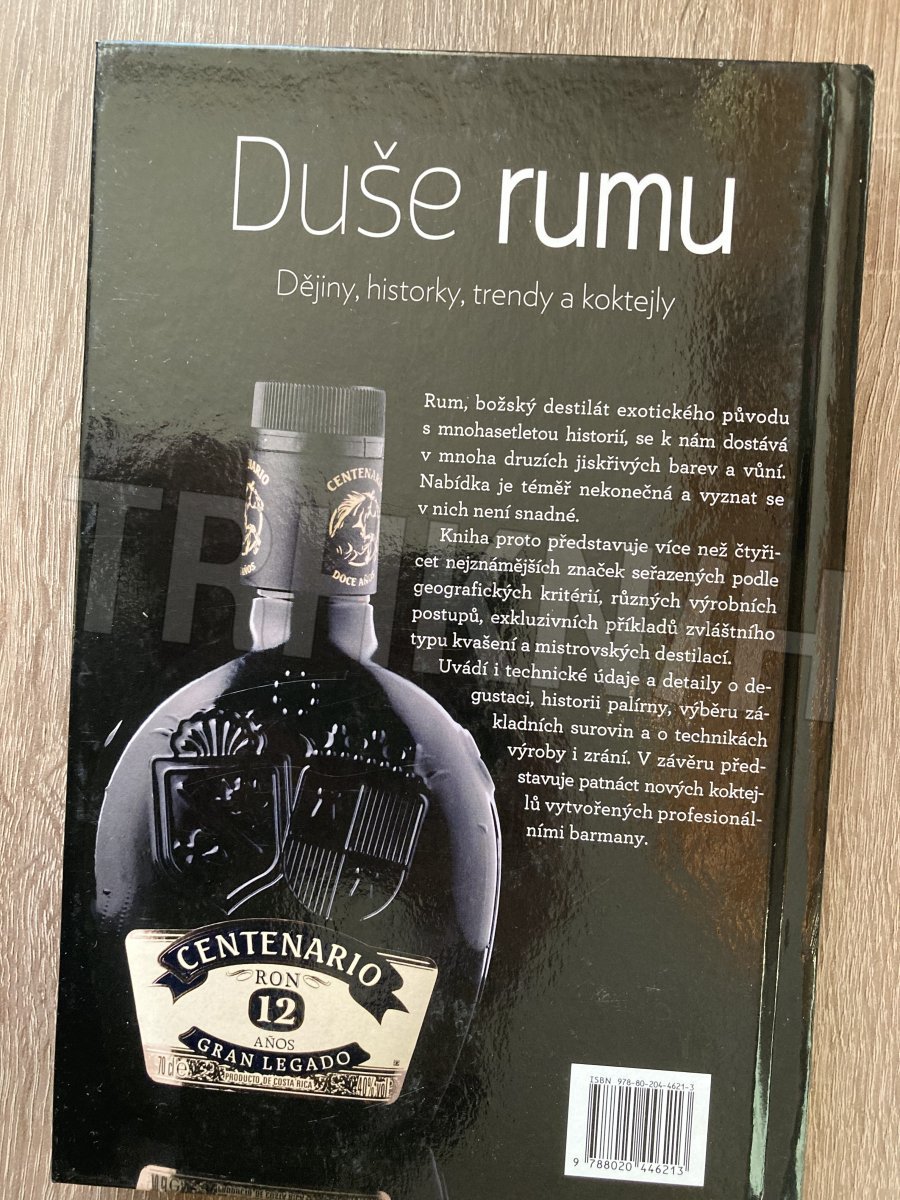 Duše rumu
Dějiny, historky, trendy a koktejly
Rum, božský destilát exotického původu
s mnohasetletou historií, se k nám dostává
v mnoha druzích jiskřivých barev a vůní.
Nabídka je téměř nekonečná a vyznat se
v nich není snadné.
Kniha proto představuje více než čtyři-
cet nejznámějších značek seřazených podle
geografických kritérií, různých výrobních
postupů, exkluzivních příkladů zvláštního
typu kvašení a mistrovských destilací.
Uvádí i technické údaje a detaily o de-
gustaci, historii palírny, výběru zá-
kladních surovin a o technikách
výroby i zrání. V závěru před-
stavuje patnáct nových koktej-
lů vytvořených profesionál-
ními barmany.
CENTENARIO
DOCE AÑOS
AÑOS
CENTENARIO
RON
12
AÑOS
GRAN LEGADO
70 cl e
PRODUCTO DE COSTA RICA
40% vol
ISBN 978-80-204-4621-3
9 788020 446213